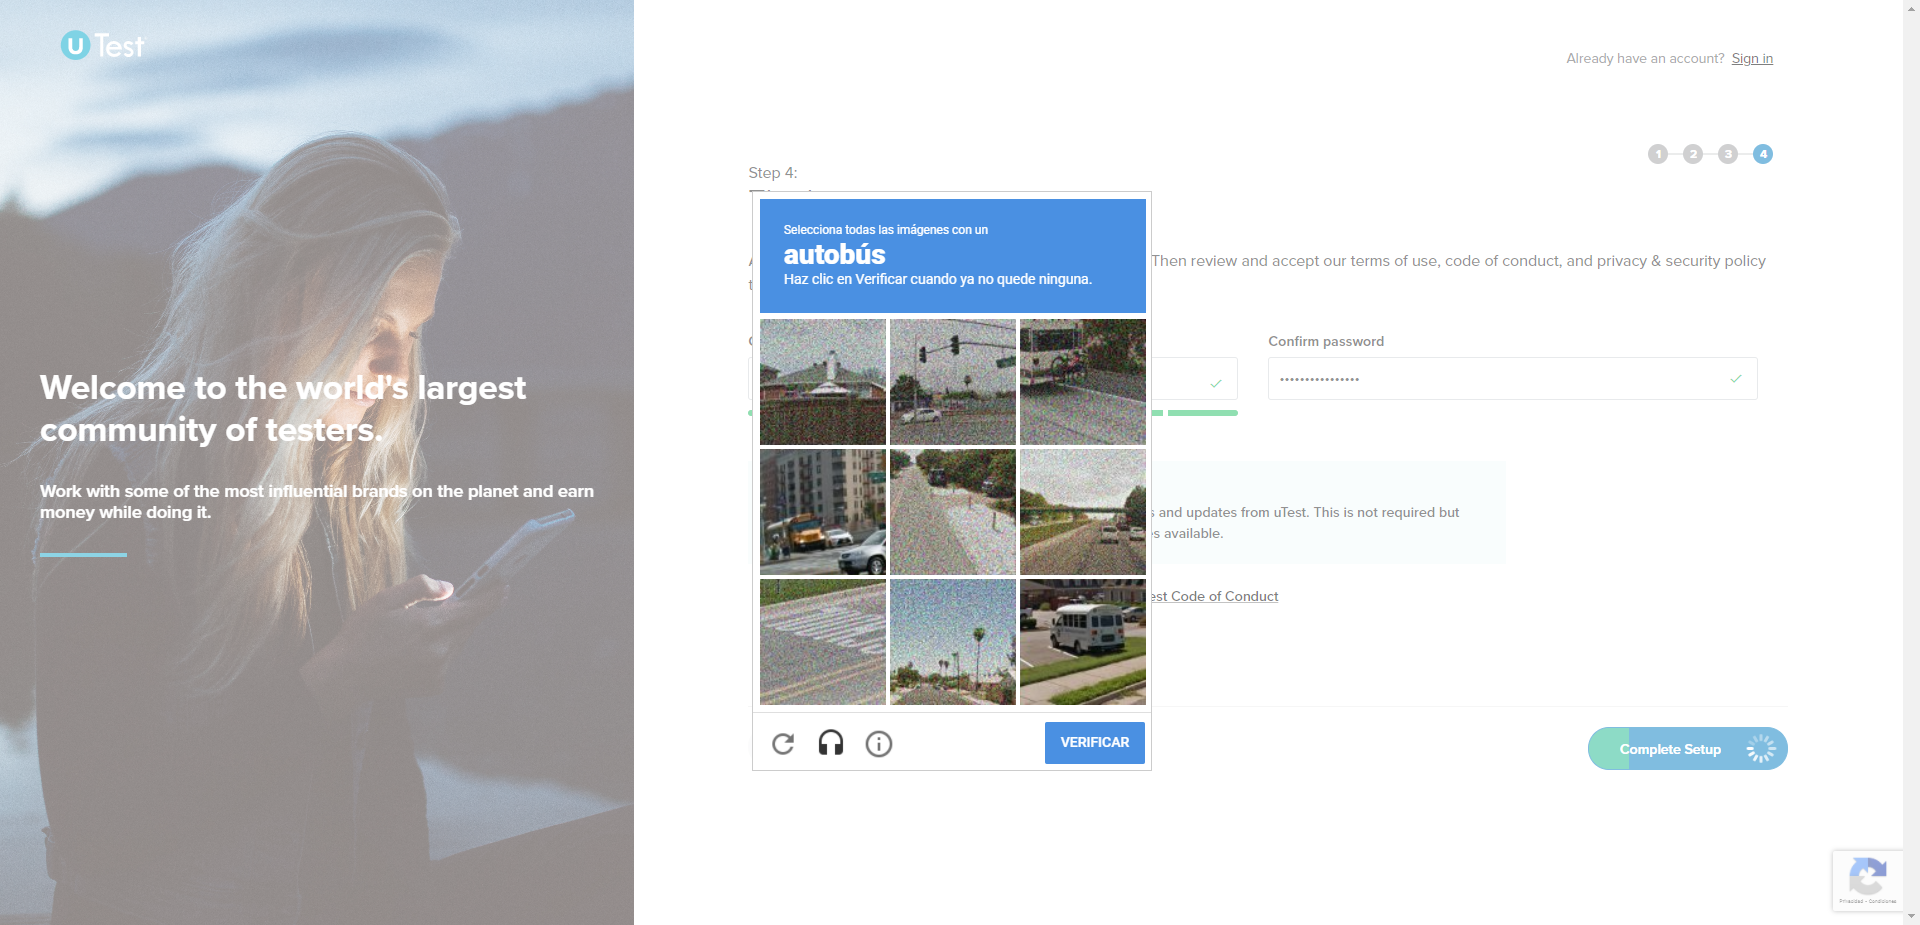 uTest
Welcome to the world's largest
community of testers.
Work with some of the most influential brands on the planet and earn
money while doing it.
Already have an account? Sign in
1 2 3 4
Step 4:
Then review and accept our terms of use, code of conduct, and privacy & security policy
Selecciona todas las imágenes con un
autobús
Haz clic en Verificar cuando ya no quede ninguna.
Confirm password
and updates from uTest. This is not required but
available.
Code of Conduct
VERIFICAR
Complete Setup
Privacidad - Condiciones